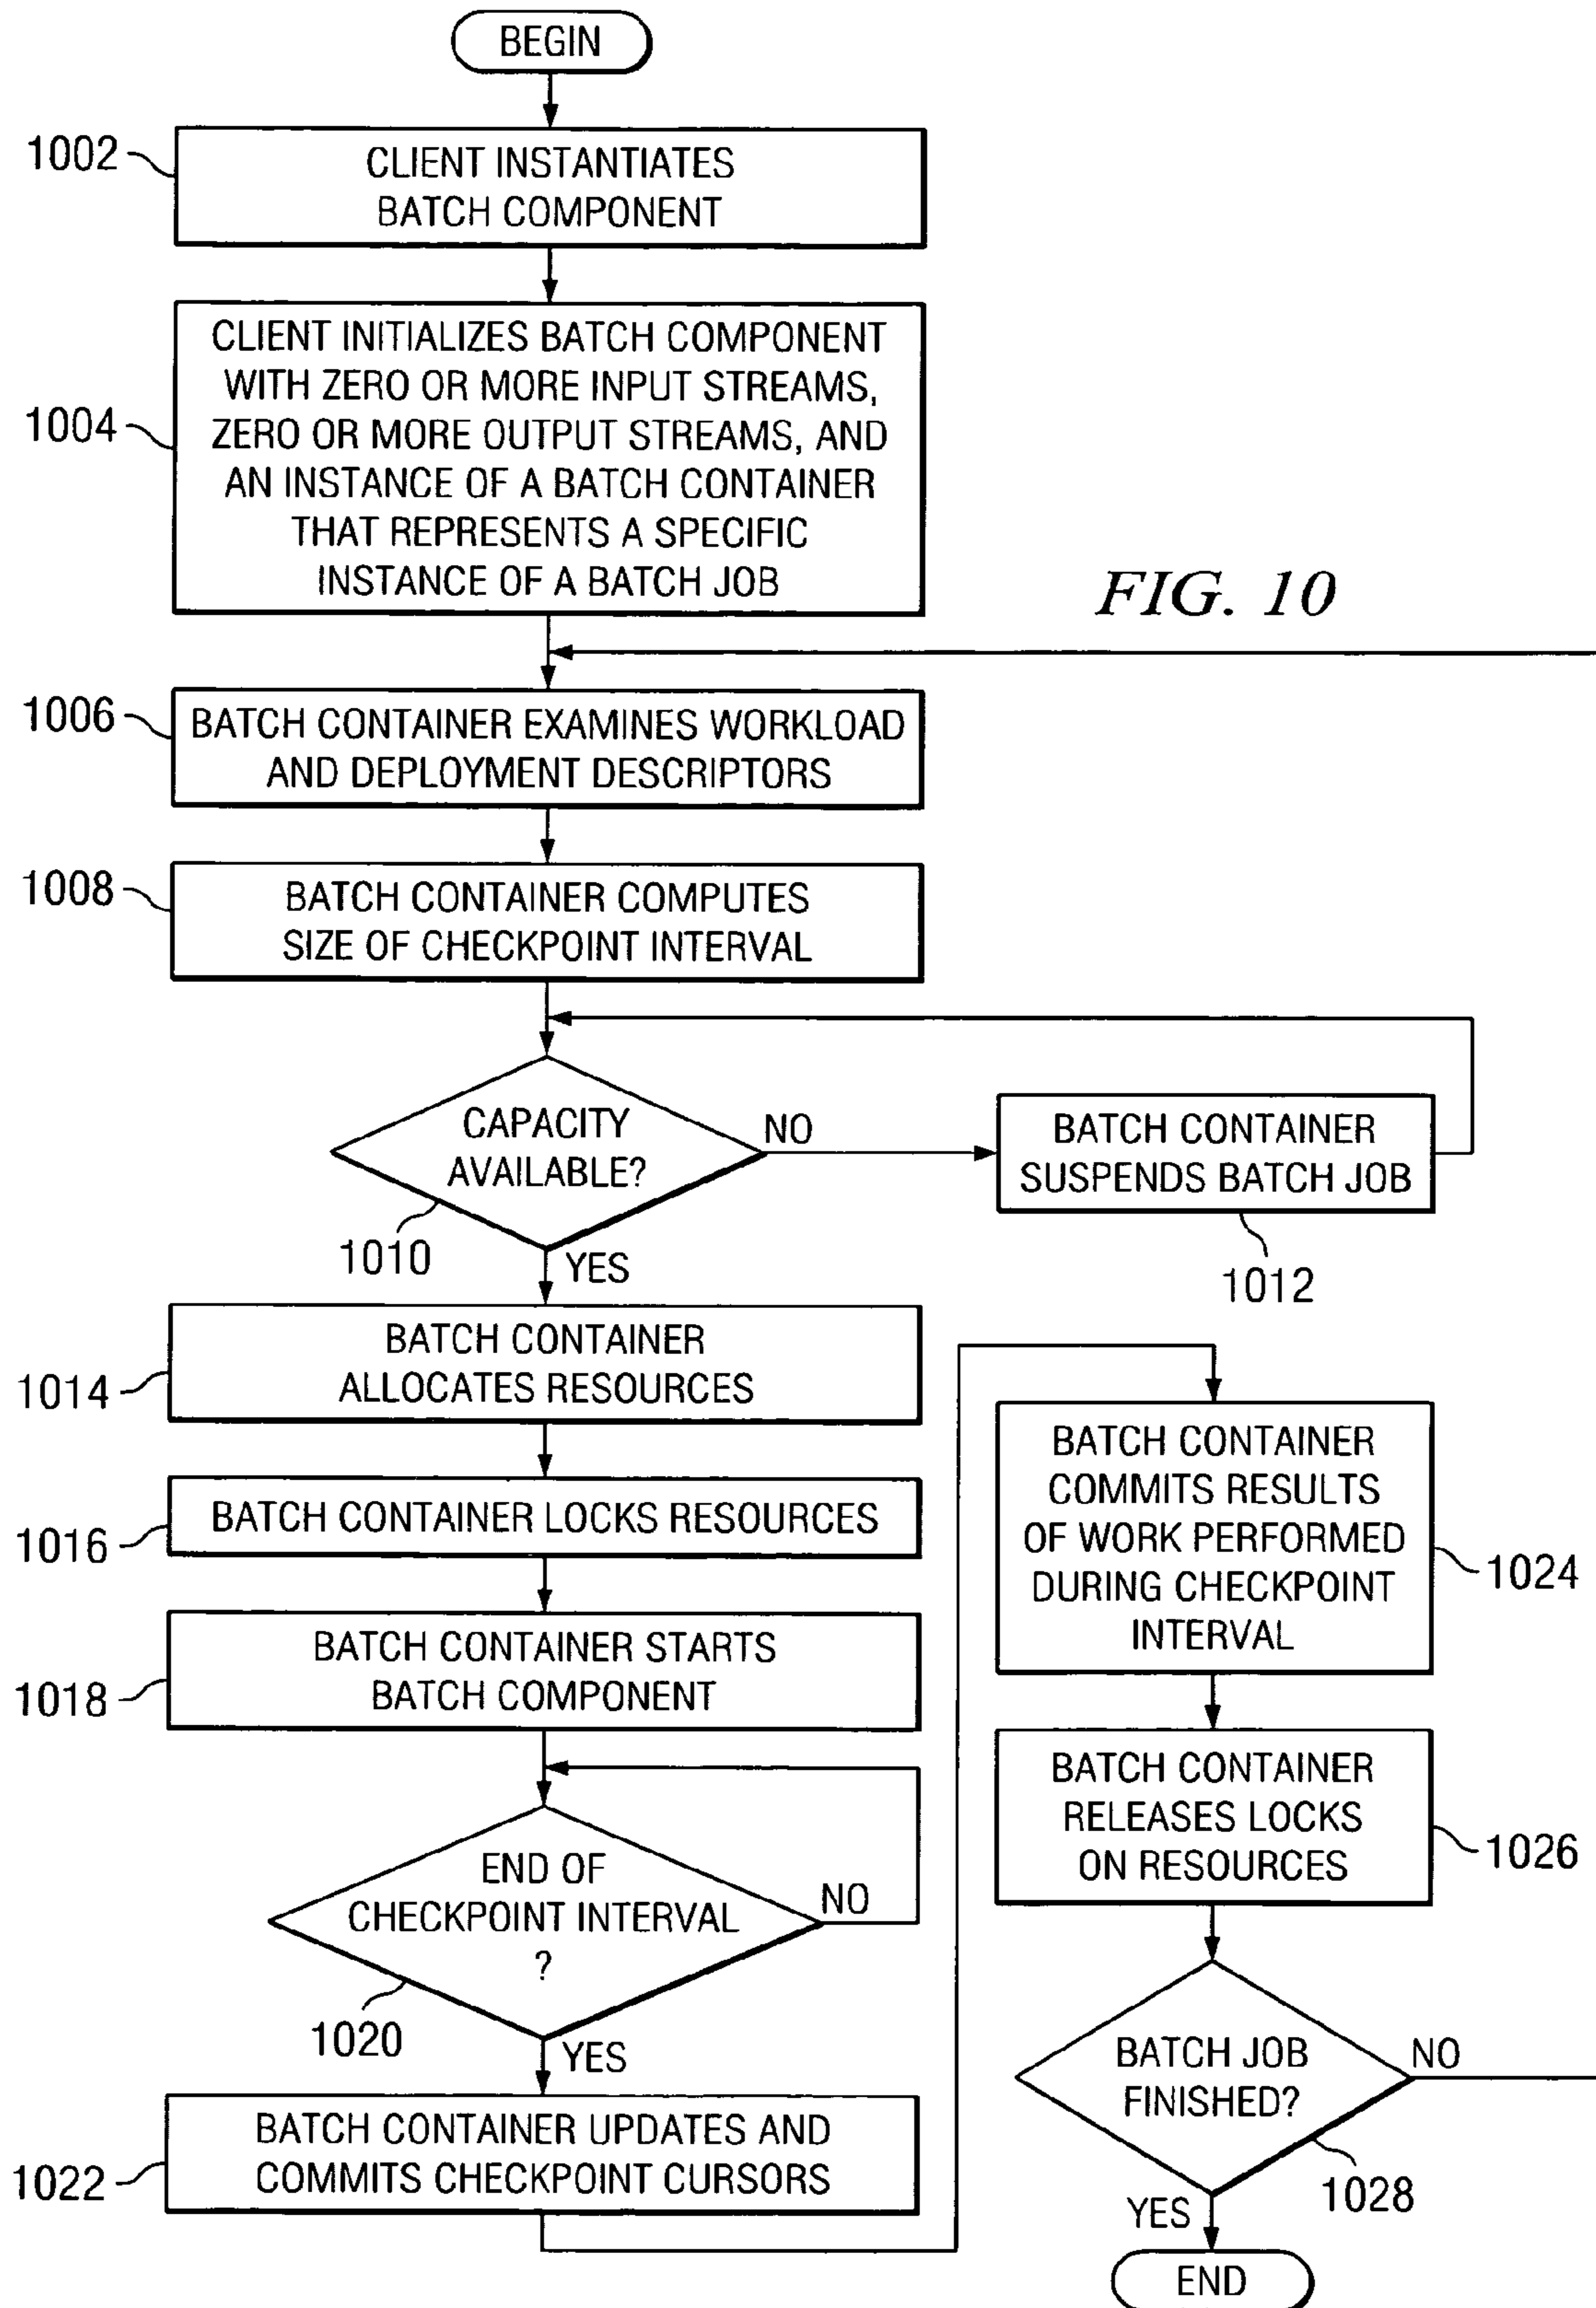 BEGIN
1002
CLIENT INSTANTIATES
BATCH COMPONENT
1004
CLIENT INITIALIZES BATCH COMPONENT
WITH ZERO OR MORE INPUT STREAMS,
ZERO OR MORE OUTPUT STREAMS, AND
AN INSTANCE OF A BATCH CONTAINER
THAT REPRESENTS A SPECIFIC
INSTANCE OF A BATCH JOB
FIG. 10
1006
BATCH CONTAINER EXAMINES WORKLOAD
AND DEPLOYMENT DESCRIPTORS
1008
BATCH CONTAINER COMPUTES
SIZE OF CHECKPOINT INTERVAL
CAPACITY
AVAILABLE?
NO
1010
YES
BATCH CONTAINER
SUSPENDS BATCH JOB
1012
1014
BATCH CONTAINER
ALLOCATES RESOURCES
1016
BATCH CONTAINER LOCKS RESOURCES
1018
BATCH CONTAINER STARTS
BATCH COMPONENT
END OF
CHECKPOINT INTERVAL
?
NO
1020
YES
1022
BATCH CONTAINER UPDATES AND
COMMITS CHECKPOINT CURSORS
BATCH CONTAINER
COMMITS RESULTS
OF WORK PERFORMED
DURING CHECKPOINT
INTERVAL
1024
BATCH CONTAINER
RELEASES LOCKS
ON RESOURCES
1026
BATCH JOB
FINISHED?
NO
1028
YES
END